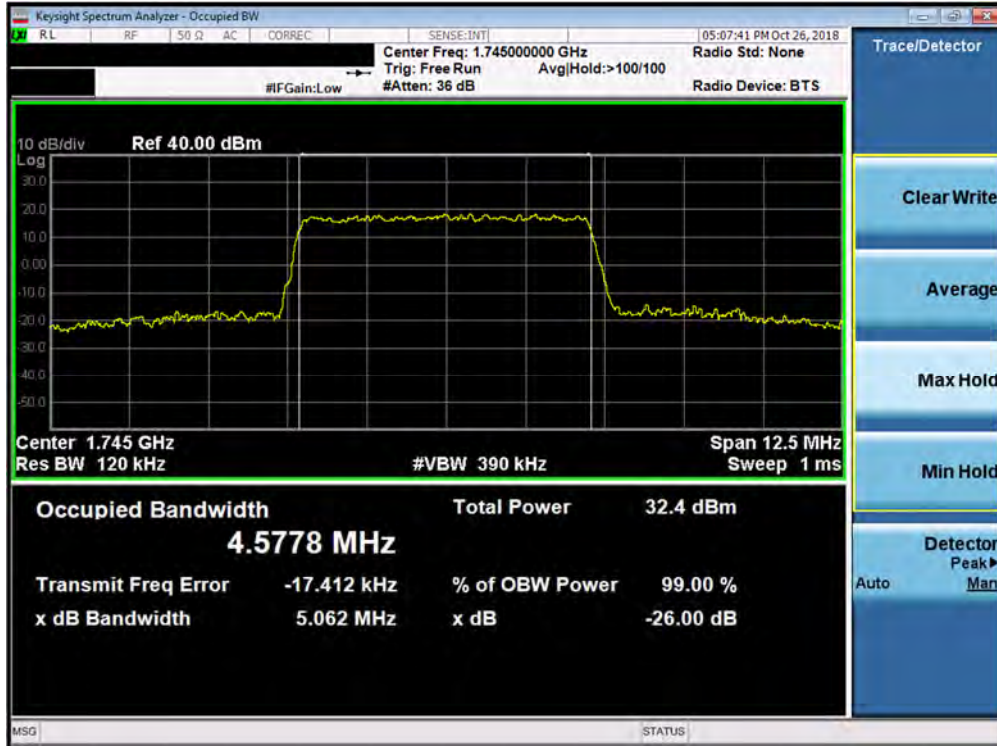 Keysight Spectrum Analyzer - Occupied BW
LXI RL RF 50 Ω AC CORREC SENSE:INT 05:07:41 PM Oct 26, 2018
Center Freq: 1.745000000 GHz Radio Std: None
Trig: Free Run Avg|Hold:>100/100
#IFGain:Low #Atten: 36 dB Radio Device: BTS
Trace/Detector
10 dB/div Ref 40.00 dBm
Log
30.0
20.0
10.0
0.00
-10.0
-20.0
-30.0
-40.0
-50.0
Center 1.745 GHz Span 12.5 MHz
Res BW 120 kHz #VBW 390 kHz Sweep 1 ms
Occupied Bandwidth Total Power 32.4 dBm
4.5778 MHz
Transmit Freq Error -17.412 kHz % of OBW Power 99.00 %
x dB Bandwidth 5.062 MHz x dB -26.00 dB
Clear Write
Average
Max Hold
Min Hold
Detector
Peak▶
Auto Man
MSG STATUS